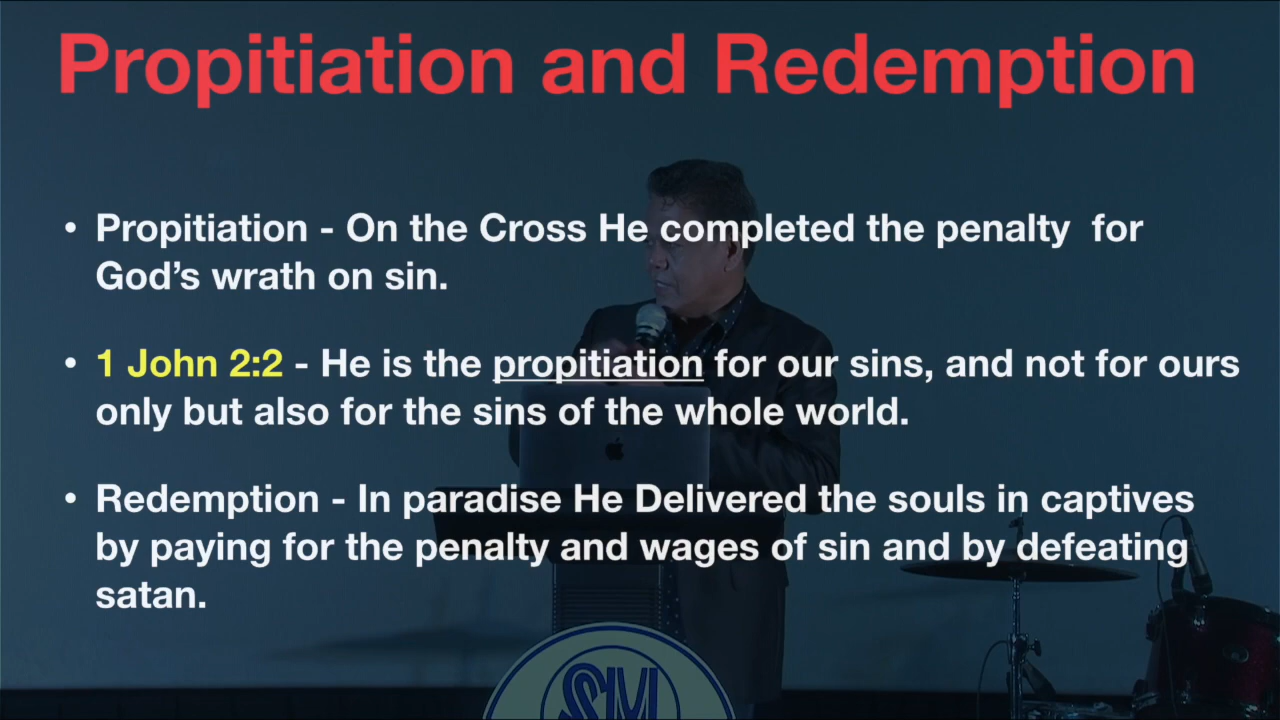 Propitiation and Redemption
• Propitiation - On the Cross He completed the penalty for
God’s wrath on sin.
• 1 John 2:2 - He is the propitiation for our sins, and not for ours
only but also for the sins of the whole world.
• Redemption - In paradise He Delivered the souls in captives
by paying for the penalty and wages of sin and by defeating
satan.
SM